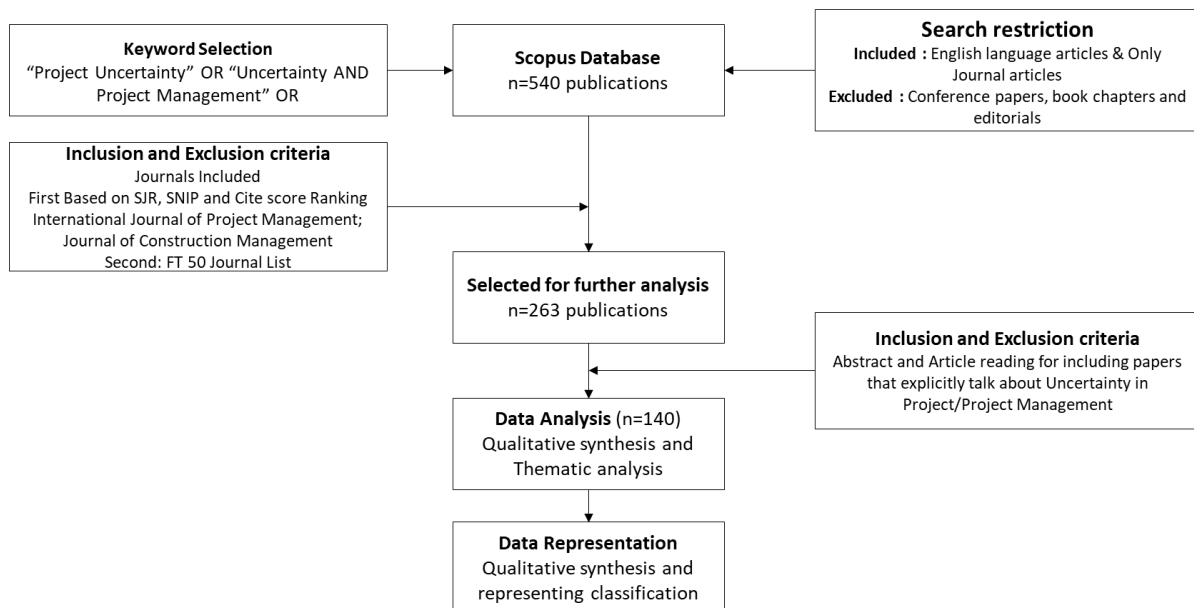 Keyword Selection
“Project Uncertainty” OR “Uncertainty AND
Project Management” OR
Scopus Database
n=540 publications
Search restriction
Included : English language articles & Only
Journal articles
Excluded : Conference papers, book chapters and
editorials
Inclusion and Exclusion criteria
Journals Included
First Based on SJR, SNIP and Cite score Ranking
International Journal of Project Management;
Journal of Construction Management
Second: FT 50 Journal List
Selected for further analysis
n=263 publications
Inclusion and Exclusion criteria
Abstract and Article reading for including papers
that explicitly talk about Uncertainty in
Project/Project Management
Data Analysis (n=140)
Qualitative synthesis and
Thematic analysis
Data Representation
Qualitative synthesis and
representing classification